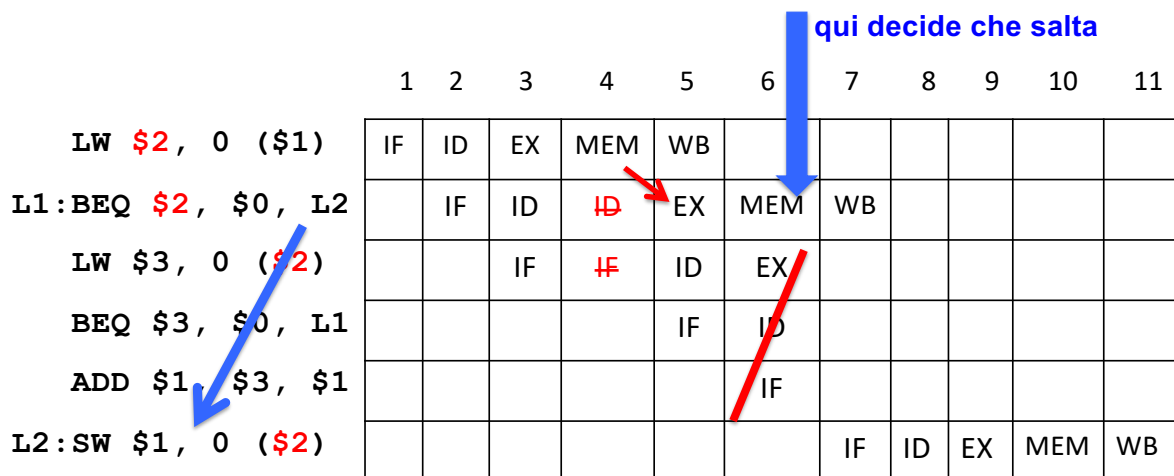 qui decide che salta
1 2 3 4 5 6 7 8 9 10 11
LW $2, 0 ($1) IF ID EX MEM WB
L1:BEQ $2, $0, L2 IF ID ID EX MEM WB
LW $3, 0 ($2) IF IF ID EX
BEQ $3, $0, L1 IF ID
ADD $1, $3, $1 IF
L2:SW $1, 0 ($2) IF ID EX MEM WB